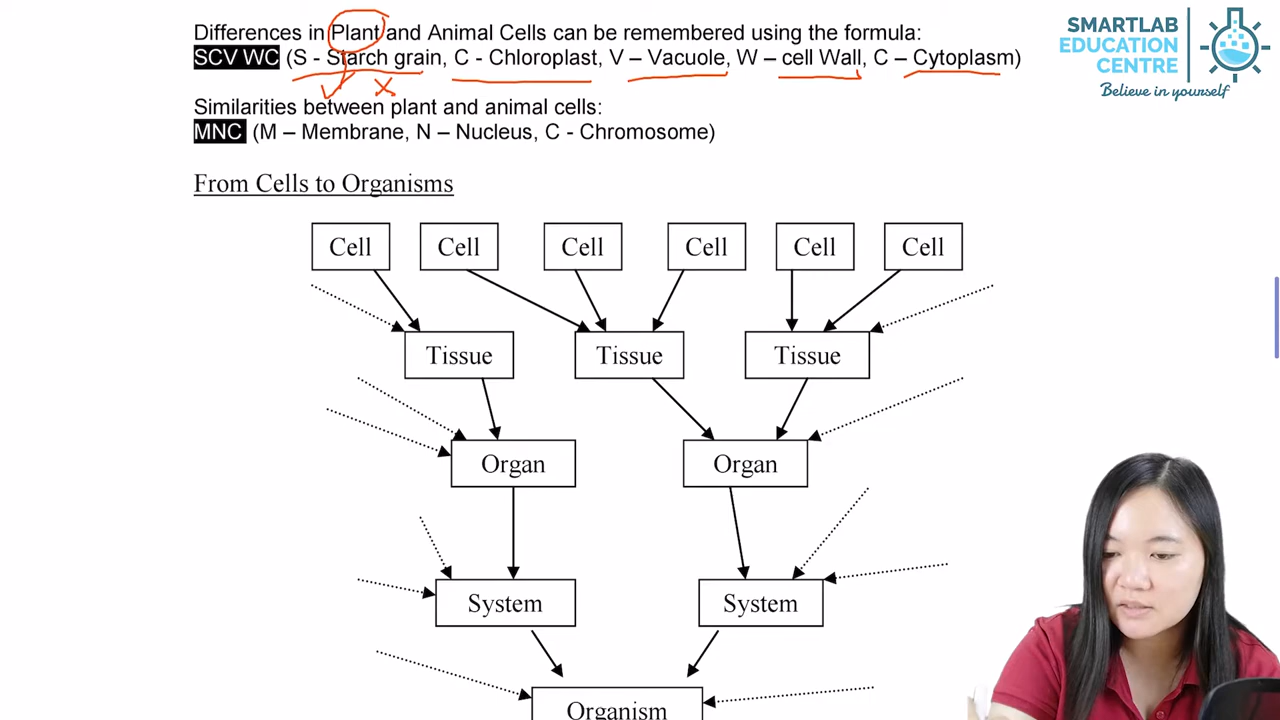 Differences in Plant and Animal Cells can be remembered using the formula:
SCV WC (S - Starch grain, C - Chloroplast, V – Vacuole, W – cell Wall, C – Cytoplasm)
Similarities between plant and animal cells:
MNC (M – Membrane, N – Nucleus, C - Chromosome)
SMARTLAB
EDUCATION
CENTRE
Believe in yourself
From Cells to Organisms
Cell Cell Cell Cell Cell Cell
Tissue Tissue Tissue
Organ Organ
System System
Organism